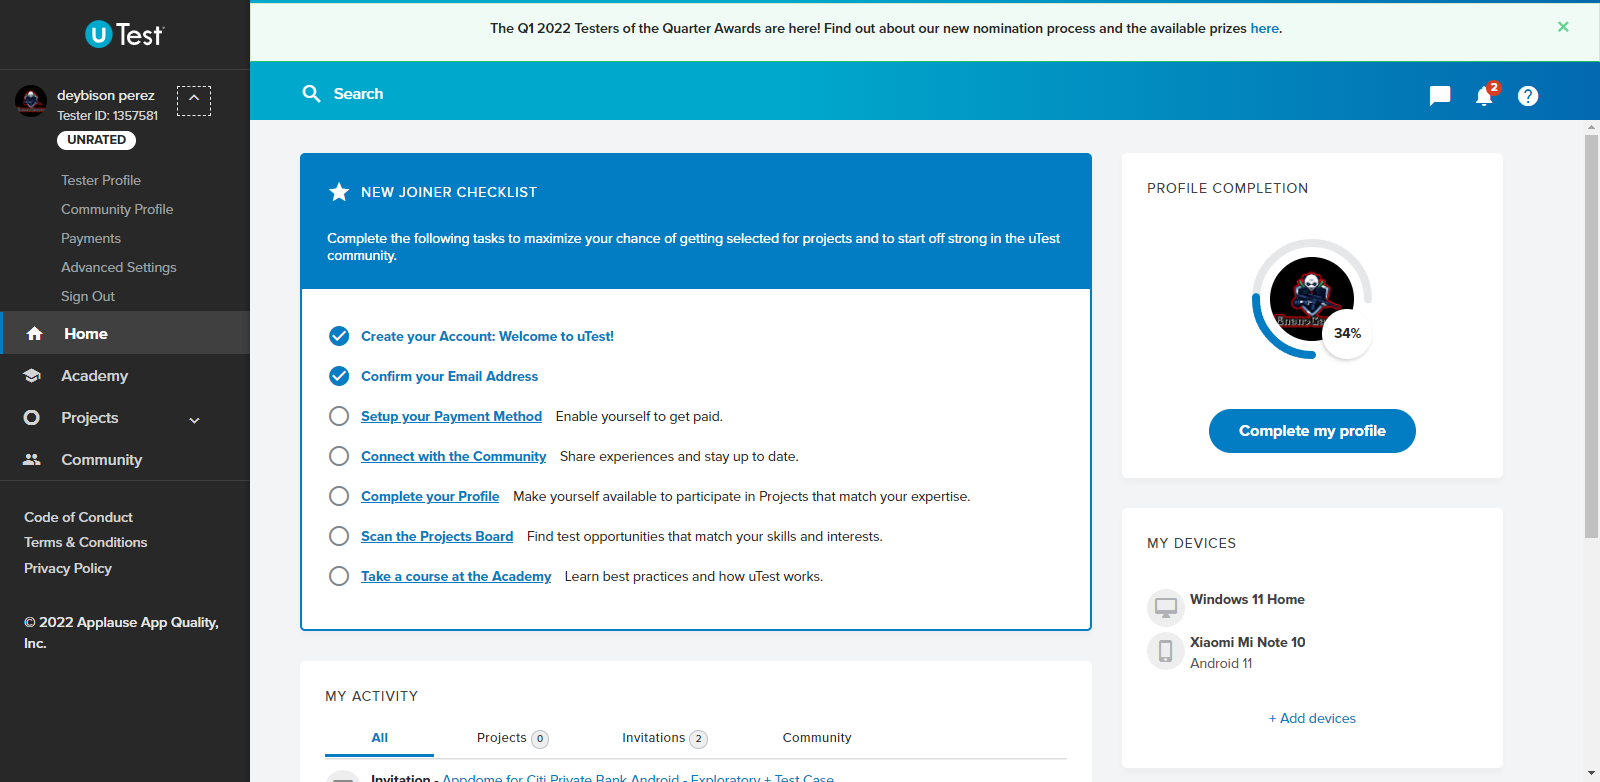 uTest
deybison perez
Tester ID: 1357581
UNRATED
Tester Profile
Community Profile
Payments
Advanced Settings
Sign Out
Home
Academy
Projects
Community
Code of Conduct
Terms & Conditions
Privacy Policy
© 2022 Applause App Quality,
Inc.
The Q1 2022 Testers of the Quarter Awards are here! Find out about our new nomination process and the available prizes here.
Search
2
?
NEW JOINER CHECKLIST
Complete the following tasks to maximize your chance of getting selected for projects and to start off strong in the uTest
community.
Create your Account: Welcome to uTest!
Confirm your Email Address
Setup your Payment Method Enable yourself to get paid.
Connect with the Community Share experiences and stay up to date.
Complete your Profile Make yourself available to participate in Projects that match your expertise.
Scan the Projects Board Find test opportunities that match your skills and interests.
Take a course at the Academy Learn best practices and how uTest works.
MY ACTIVITY
All Projects 0 Invitations 2 Community
Invitation - Appdome for Citi Private Bank Android - Exploratory + Test Case
PROFILE COMPLETION
34%
Complete my profile
MY DEVICES
Windows 11 Home
Xiaomi Mi Note 10
Android 11
+ Add devices